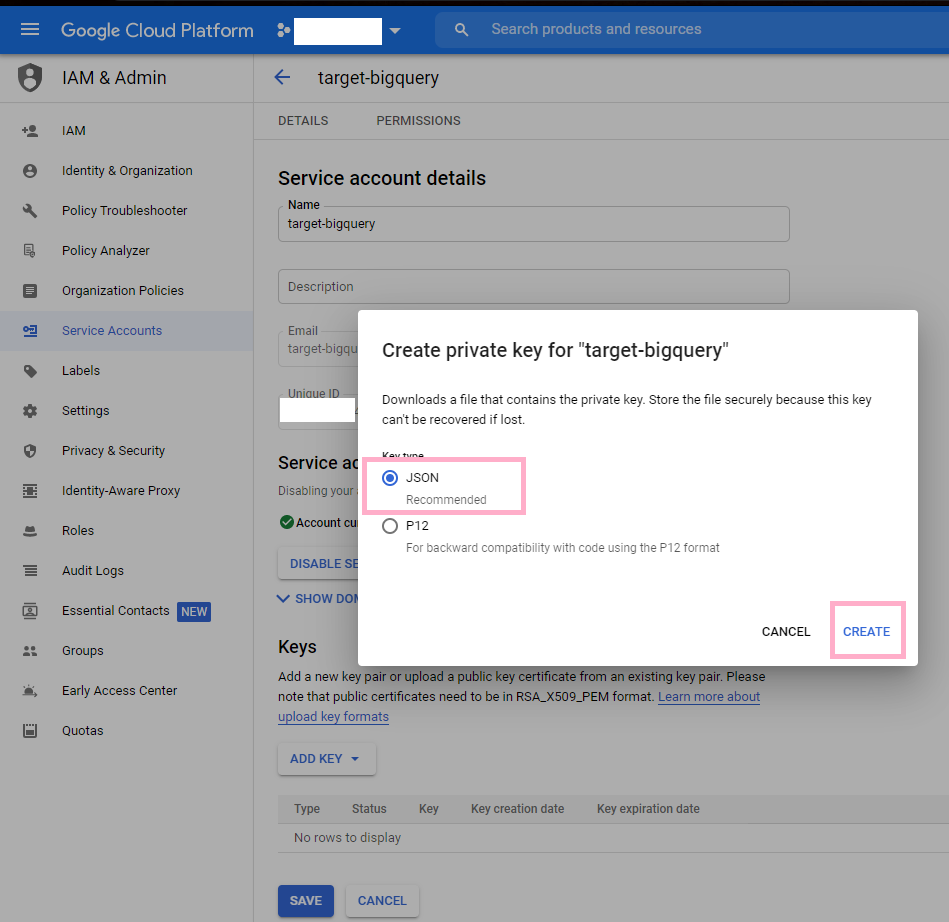 Google Cloud Platform
Search products and resources
IAM & Admin
target-bigquery
IAM
Identity & Organization
Policy Troubleshooter
Policy Analyzer
Organization Policies
Service Accounts
Labels
Settings
Privacy & Security
Identity-Aware Proxy
Roles
Audit Logs
Essential Contacts NEW
Groups
Early Access Center
Quotas
DETAILS PERMISSIONS
Service account details
Name
target-bigquery
Description
Email
target-bigqu
Unique ID
Service ac
Disabling your
Account cu
DISABLE SE
SHOW DOM
Create private key for "target-bigquery"
Downloads a file that contains the private key. Store the file securely because this key
can't be recovered if lost.
Key type
JSON
Recommended
P12
For backward compatibility with code using the P12 format
CANCEL CREATE
Keys
Add a new key pair or upload a public key certificate from an existing key pair. Please
note that public certificates need to be in RSA_X509_PEM format. Learn more about
upload key formats
ADD KEY
Type Status Key Key creation date Key expiration date
No rows to display
SAVE CANCEL